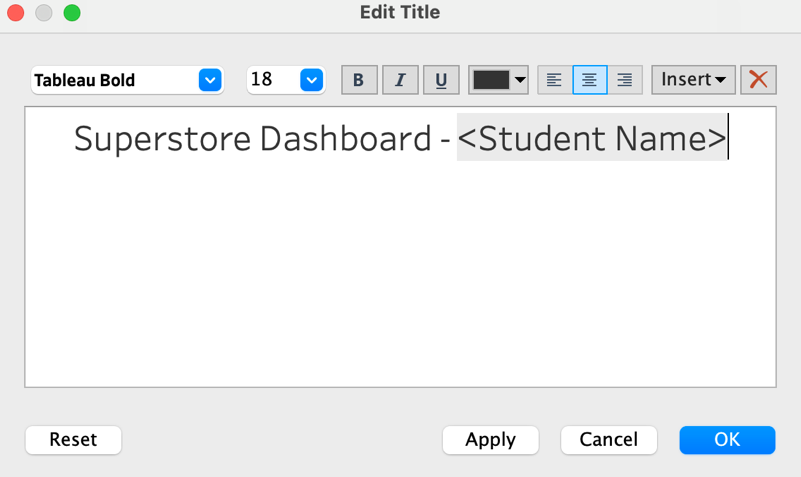 Edit Title
Tableau Bold 18 B I U Insert
Superstore Dashboard - <Student Name>
Reset Apply Cancel OK